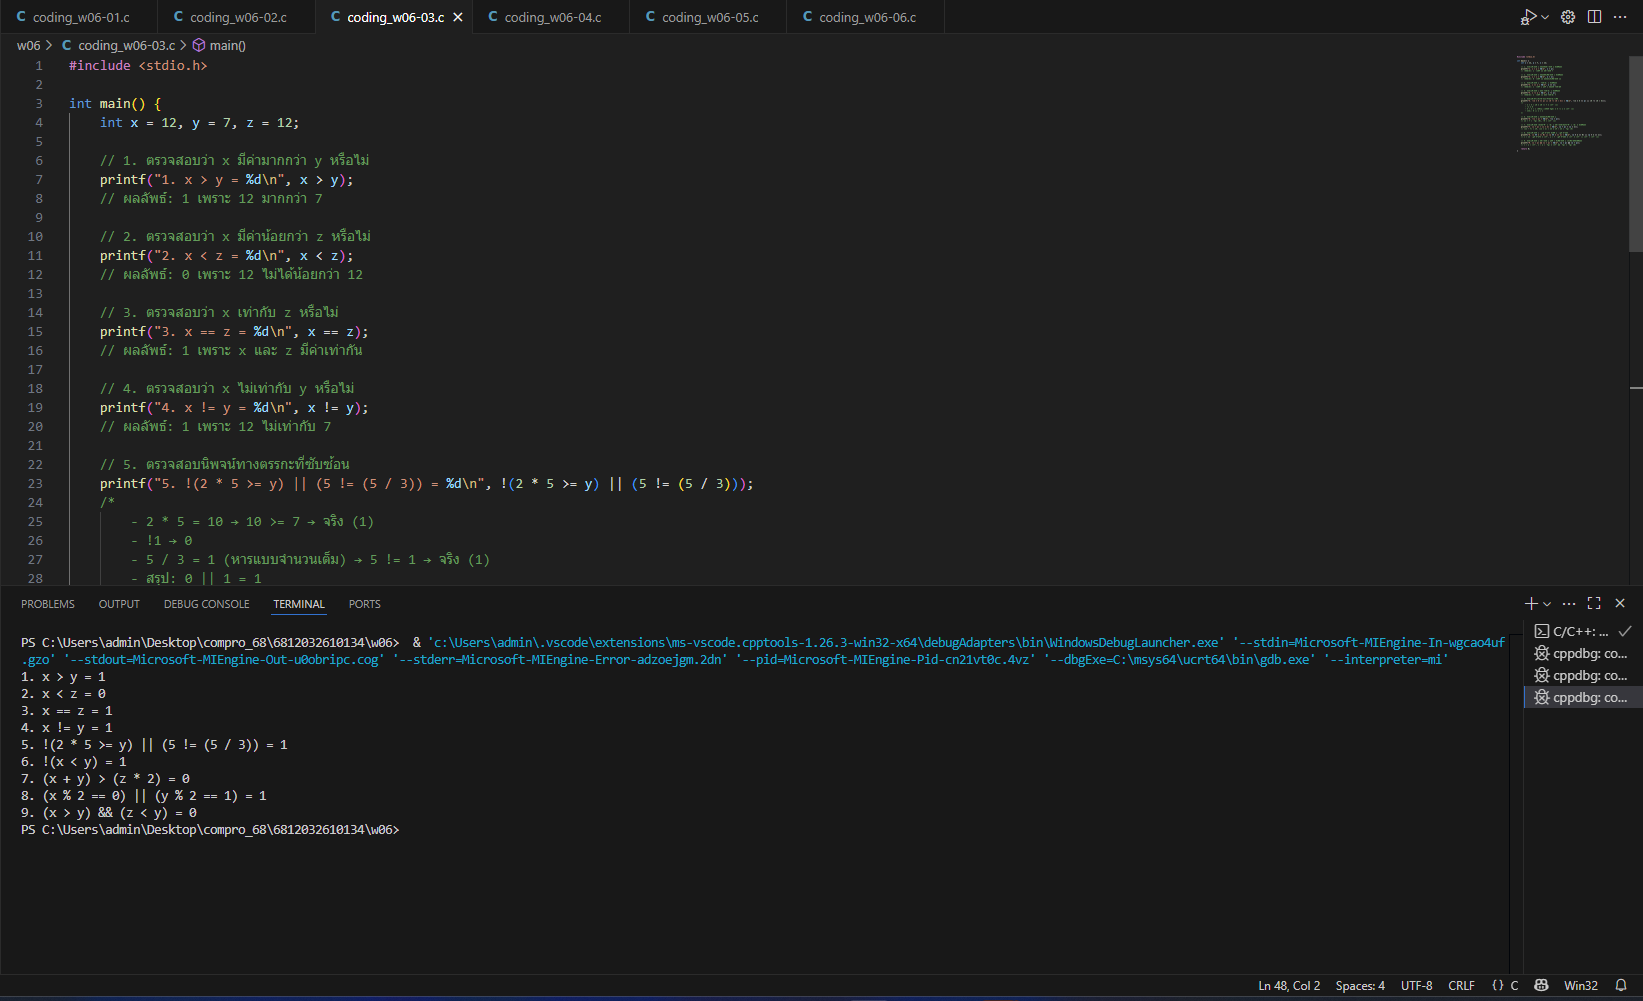 coding_w06-01.c coding_w06-02.c coding_w06-03.c coding_w06-04.c coding_w06-05.c coding_w06-06.c
w06 > C coding_w06-03.c > main()
1 #include <stdio.h>
2
3 int main() {
4 int x = 12, y = 7, z = 12;
5
6 // 1. ตรวจสอบว่า x มีค่ามากกว่า y หรือไม่
7 printf("1. x > y = %d\n", x > y);
8 // ผลลัพธ์: 1 เพราะ 12 มากกว่า 7
9
10 // 2. ตรวจสอบว่า x มีค่าน้อยกว่า z หรือไม่
11 printf("2. x < z = %d\n", x < z);
12 // ผลลัพธ์: 0 เพราะ 12 ไม่ได้น้อยกว่า 12
13
14 // 3. ตรวจสอบว่า x เท่ากับ z หรือไม่
15 printf("3. x == z = %d\n", x == z);
16 // ผลลัพธ์: 1 เพราะ x และ z มีค่าเท่ากัน
17
18 // 4. ตรวจสอบว่า x ไม่เท่ากับ y หรือไม่
19 printf("4. x != y = %d\n", x != y);
20 // ผลลัพธ์: 1 เพราะ 12 ไม่เท่ากับ 7
21
22 // 5. ตรวจสอบนิพจน์ทางตรรกะที่ซับซ้อน
23 printf("5. !(2 * 5 >= y) || (5 != (5 / 3)) = %d\n", !(2 * 5 >= y) || (5 != (5 / 3)));
24 /*
25 - 2 * 5 = 10 → 10 >= 7 → จริง (1)
26 - !1 → 0
27 - 5 / 3 = 1 (หารแบบจำนวนเต็ม) → 5 != 1 → จริง (1)
28 - สรุป: 0 || 1 = 1
PROBLEMS OUTPUT DEBUG CONSOLE TERMINAL PORTS
PS C:\Users\admin\Desktop\compro_68\6812032610134\w06> & 'c:\Users\admin\.vscode\extensions\ms-vscode.cpptools-1.26.3-win32-x64\debugAdapters\bin\WindowsDebugLauncher.exe' '--stdin=Microsoft-MIEngine-In-wgcao4uf
.gzo' '--stdout=Microsoft-MIEngine-Out-u0obripc.cog' '--stderr=Microsoft-MIEngine-Error-adzoejgm.2dn' '--pid=Microsoft-MIEngine-Pid-cn21vt0c.4vz' '--dbgExe=C:\msys64\ucrt64\bin\gdb.exe' '--interpreter=mi'
1. x > y = 1
2. x < z = 0
3. x == z = 1
4. x != y = 1
5. !(2 * 5 >= y) || (5 != (5 / 3)) = 1
6. !(x < y) = 1
7. (x + y) > (z * 2) = 0
8. (x % 2 == 0) || (y % 2 == 1) = 1
9. (x > y) && (z < y) = 0
PS C:\Users\admin\Desktop\compro_68\6812032610134\w06>
C/C++: ...
cppdbg: co...
cppdbg: co...
cppdbg: co...
Ln 48, Col 2 Spaces: 4 UTF-8 CRLF {} C Win32